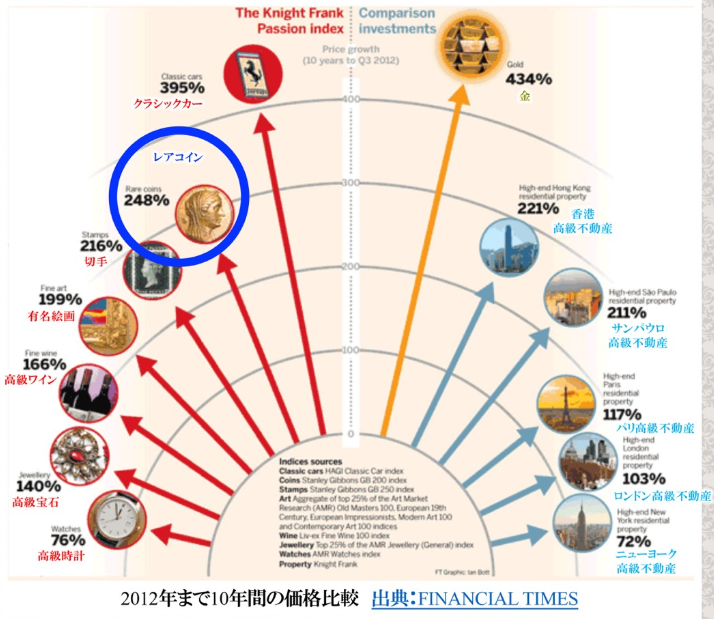 The Knight Frank
Passion index
Comparison
investments
Price growth
(10 years to Q3 2012)
Classic cars
395%
クラシックカー
Gold
434%
金
400
レアコイン
Rare coins
248%
300
High-end Hong Kong
residential property
221%
香港
高級不動産
Stamps
216%
切手
200
Fine art
199%
有名絵画
High-end São Paulo
residential property
211%
サンパウロ
高級不動産
Fine wine
166%
高級ワイン
100
High-end
Paris
residential
property
117%
パリ高級不動産
Jewellery
140%
高級宝石
High-end
London
residential
property
103%
ロンドン高級不動産
0
Watches
76%
高級時計
High-end New
York residential
property
72%
ニューヨーク
高級不動産
Indices sources
Classic cars HAGI Classic Car index
Coins Stanley Gibbons GB 200 index
Stamps Stanley Gibbons GB 250 index
Art Aggregate of top 25% of the Art Market
Research (AMR) Old Masters 100, European 19th
Century, European Impressionists, Modern Art 100
and Contemporary Art 100 indices
Wine Liv-ex Fine Wine 100 index
Jewellery Top 25% of the AMR Jewellery (General) index
Watches AMR Watches index
Property Knight Frank
FT Graphic: Ian Bott
2012年まで10年間の価格比較 出典:FINANCIAL TIMES